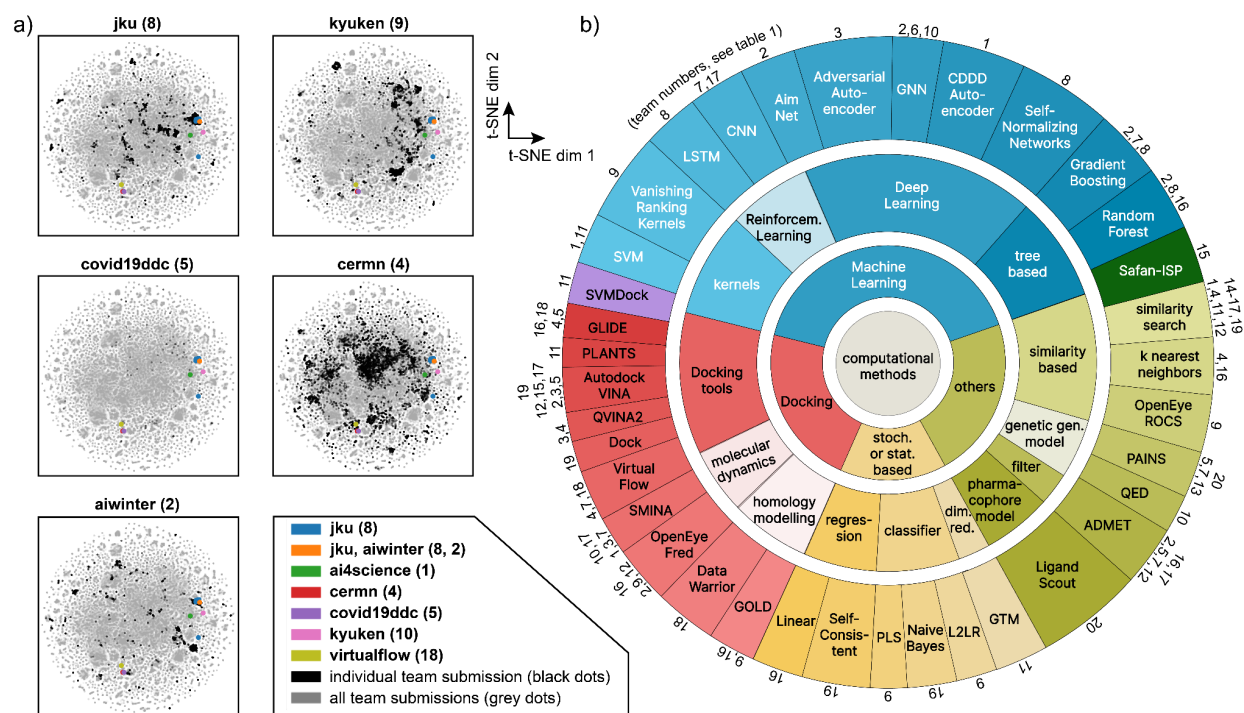 a)
jku (8)
kyuken (9)
t-SNE dim 2
t-SNE dim 1
covid19ddc (5)
cermn (4)
aiwinter (2)
jku (8)
jku, aiwinter (8, 2)
ai4science (1)
cermn (4)
covid19ddc (5)
kyuken (10)
virtualflow (18)
individual team submission (black dots)
all team submissions (grey dots)
b)
(team numbers, see table 1)
computational
methods
Machine
Learning
others
stoch.
or stat.
based
Docking
Deep
Learning
tree
based
similarity
based
genetic gen.
model
filter
pharma-
cophore
model
dim.
red.
classifier
regres-
sion
homology
modelling
molecular
dynamics
Docking
tools
kernels
Reinforcem.
Learning
Adversarial
Auto-
encoder
3
GNN
2,6,10
CDDD
Auto-
encoder
1
Self-
Normalizing
Networks
8
Gradient
Boosting
2,7,8
Random
Forest
2,8,16
Safan-ISP
15
similarity
search
1,4,11,12
14-17,19
k nearest
neighbors
4,16
OpenEye
ROCS
9
PAINS
5,7,13
20
QED
10
ADMET
2,5,7,12
16,17
Ligand
Scout
20
GTM
11
L2LR
9
Naive
Bayes
19
PLS
9
Self-
Consis-
tent
19
Linear
16
GOLD
9,16
Data
Warrior
18
OpenEye
Fred
2,9,12
16
SMINA
1,3,7
10,17
Virtual
Flow
4,7,18
Dock
19
QVINA2
3,4
Autodock
VINA
2,3,5
12,15,17
19
PLANTS
11
GLIDE
4,5
16,18
SVMDock
11
SVM
1,11
Vanishing
Ranking
Kernels
9
LSTM
8
CNN
7,17
Aim
Net
2